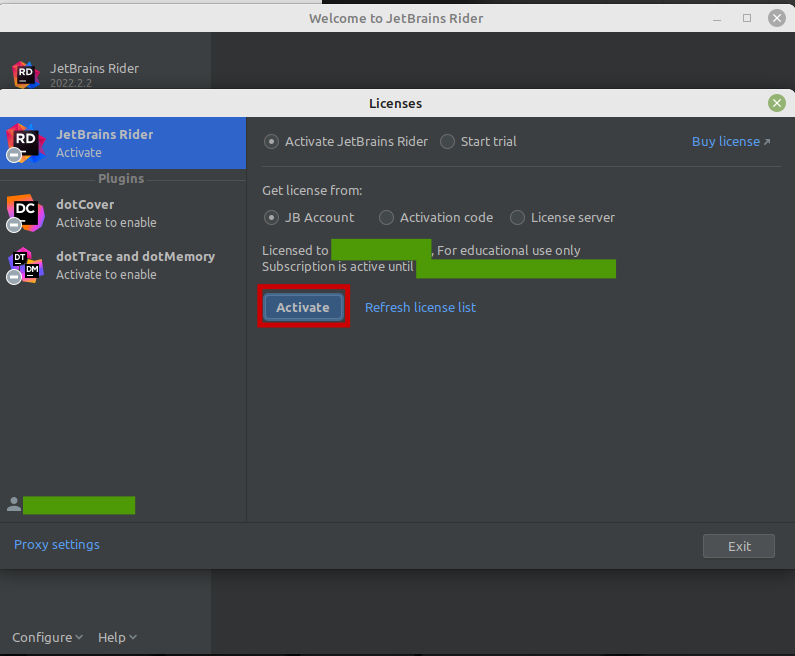 Welcome to JetBrains Rider
RD
JetBrains Rider
2022.2.2
Licenses
RD
JetBrains Rider
Activate
Plugins
DC
dotCover
Activate to enable
DT
DM
dotTrace and dotMemory
Activate to enable
Activate JetBrains Rider
Start trial
Buy license
Get license from:
JB Account
Activation code
License server
Licensed to , For educational use only
Subscription is active until
Activate
Refresh license list
Proxy settings
Exit
Configure
Help